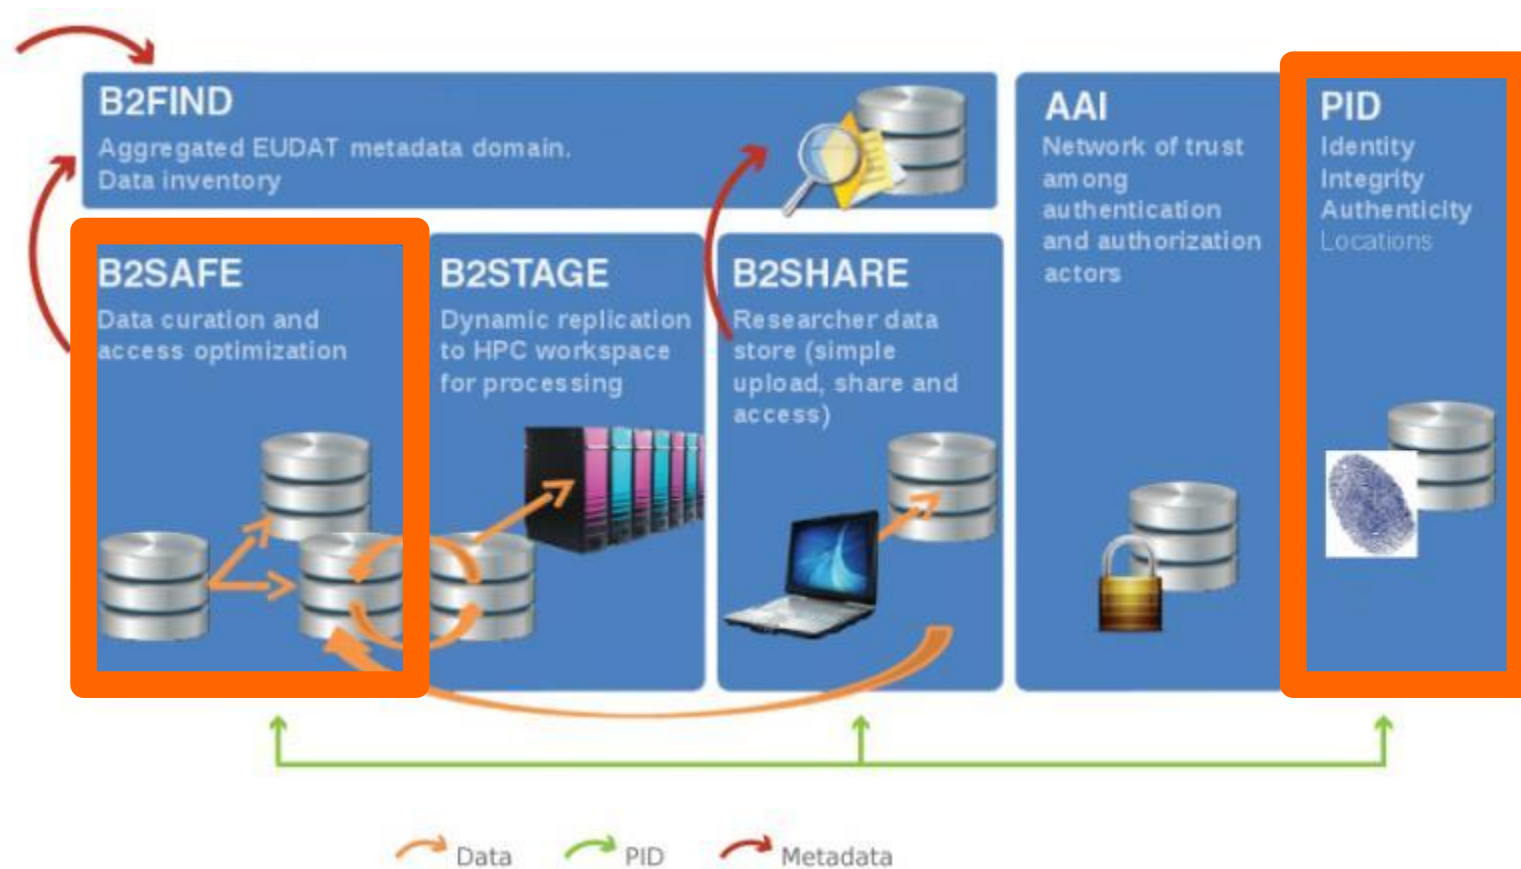 B2FIND
Aggregated EUDAT metadata domain.
Data inventory
B2SAFE
Data curation and
access optimization
B2STAGE
Dynamic replication
to HPC workspace
for processing
B2SHARE
Researcher data
store (simple
upload, share and
access)
AAI
Network of trust
among
authentication
and authorization
actors
PID
Identity
Integrity
Authenticity
Locations
Data
PID
Metadata